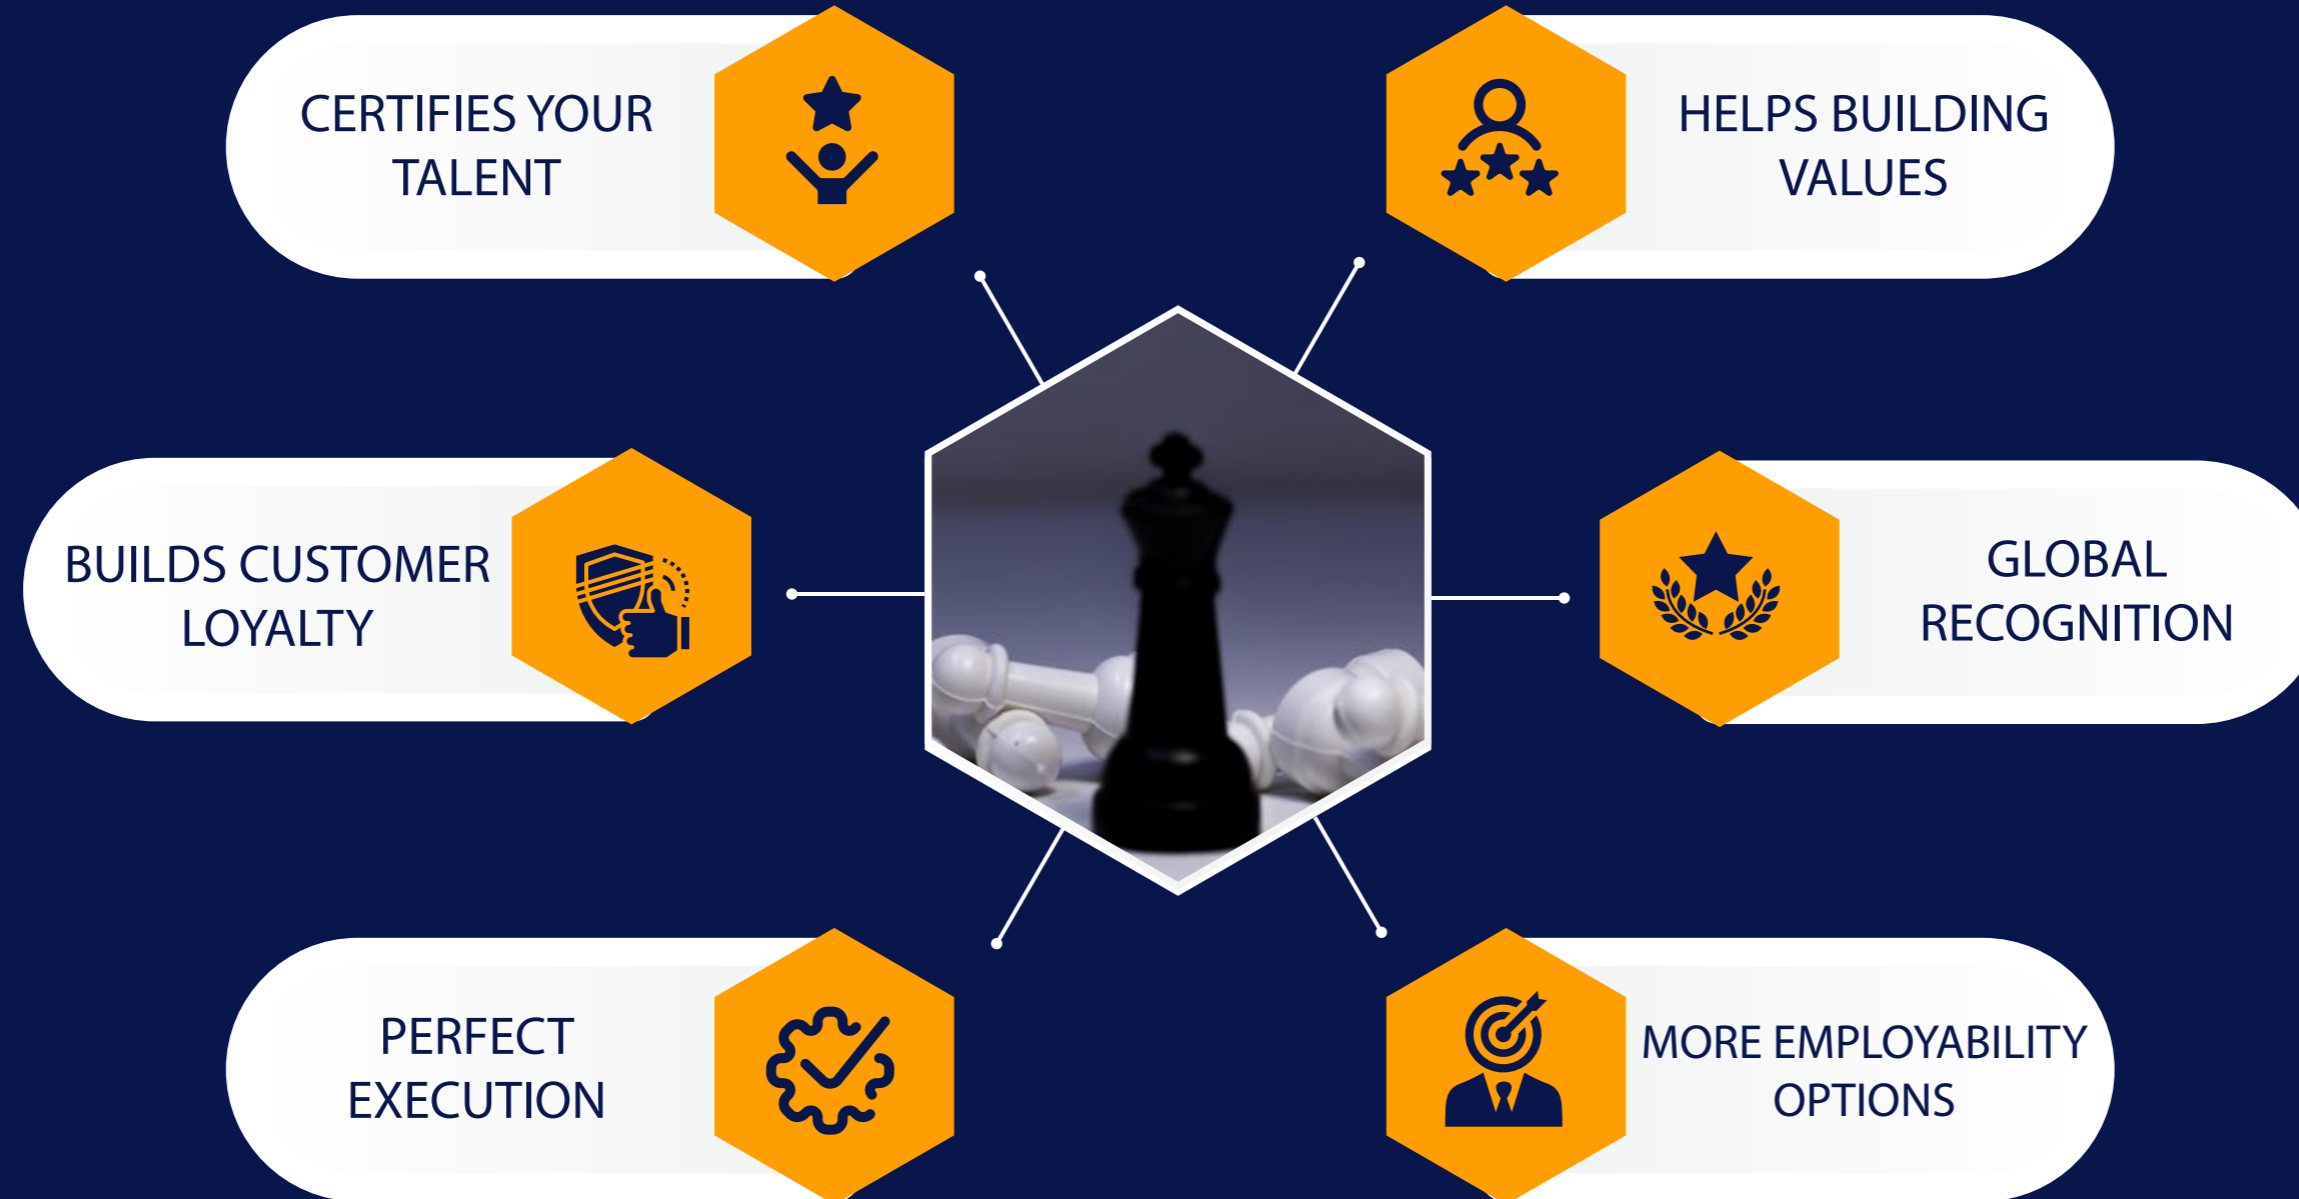 CERTIFIES YOUR
TALENT
HELPS BUILDING
VALUES
BUILDS CUSTOMER
LOYALTY
GLOBAL
RECOGNITION
PERFECT
EXECUTION
MORE EMPLOYABILITY
OPTIONS